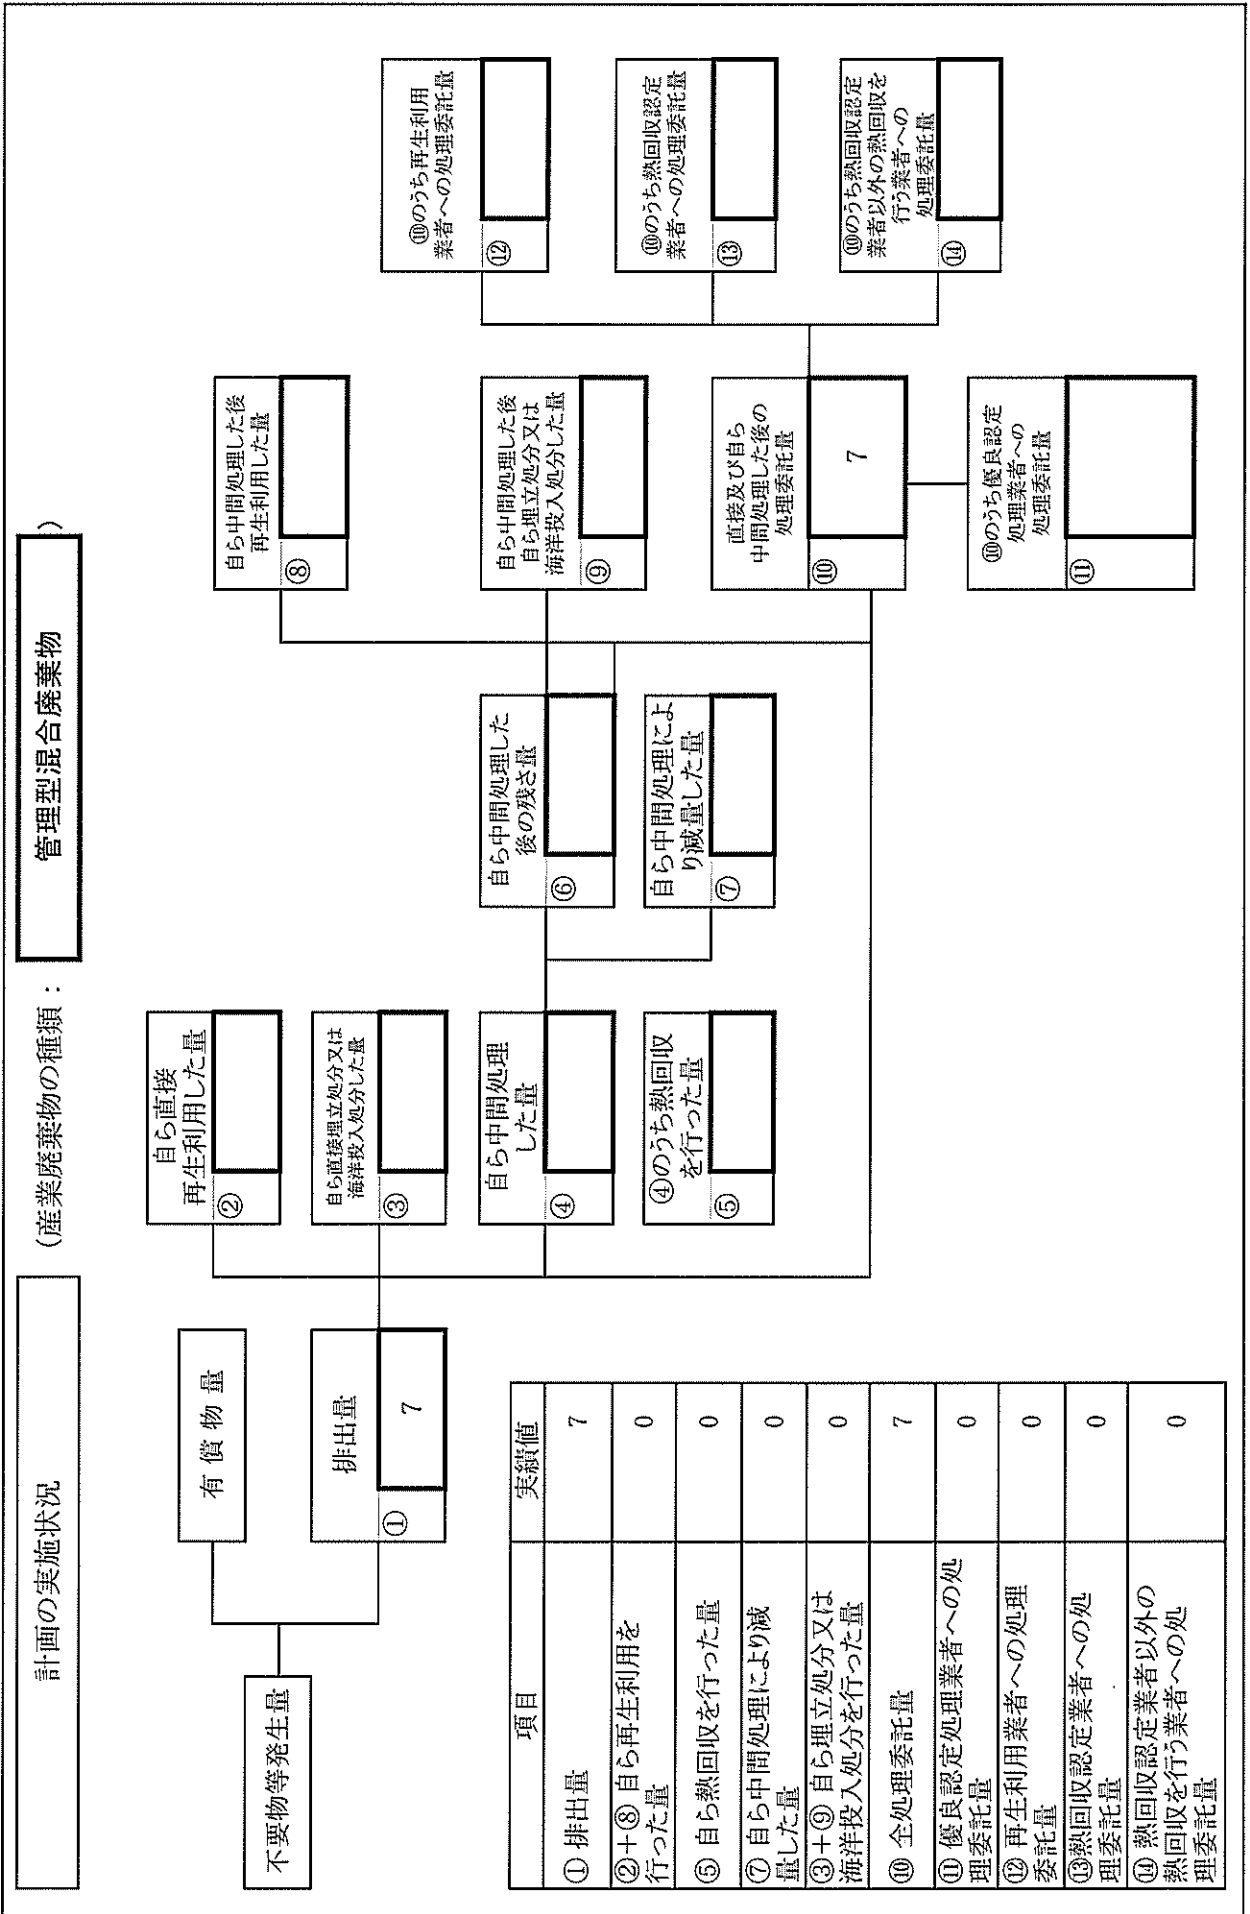 計画の実施状況
（産業廃棄物の種類：
管理型混合廃棄物
）
不要物等発生量
有 償 物 量
排出量
①
7
自ら直接
再生利用した量
②
自ら直接埋立処分又は
海洋投入処分した量
③
自ら中間処理
した量
④
④のうち熱回収
を行った量
⑤
自ら中間処理した
後の残さ量
⑥
自ら中間処理によ
り減量した量
⑦
自ら中間処理した後
再生利用した量
⑧
自ら中間処理した後
自ら埋立処分又は
海洋投入処分した量
⑨
直接及び自ら
中間処理した後の
処理委託量
⑩
7
⑩のうち優良認定
処理業者への
処理委託量
⑪
⑩のうち再生利用
業者への処理委託量
⑫
⑩のうち熱回収認定
業者への処理委託量
⑬
⑩のうち熱回収認定
業者以外の熱回収を
行う業者への
処理委託量
⑭
項目 実績値
① 排出量 7
②＋⑧ 自ら再生利用を
行った量 0
⑤ 自ら熱回収を行った量 0
⑦ 自ら中間処理により減
量した量 0
③＋⑨ 自ら埋立処分又は
海洋投入処分を行った量 0
⑩ 全処理委託量 7
⑪ 優良認定処理業者への処
理委託量 0
⑫ 再生利用業者への処理
委託量 0
⑬熱回収認定業者への処
理委託量 0
⑭ 熱回収認定業者以外の
熱回収を行う業者への処
理委託量 0